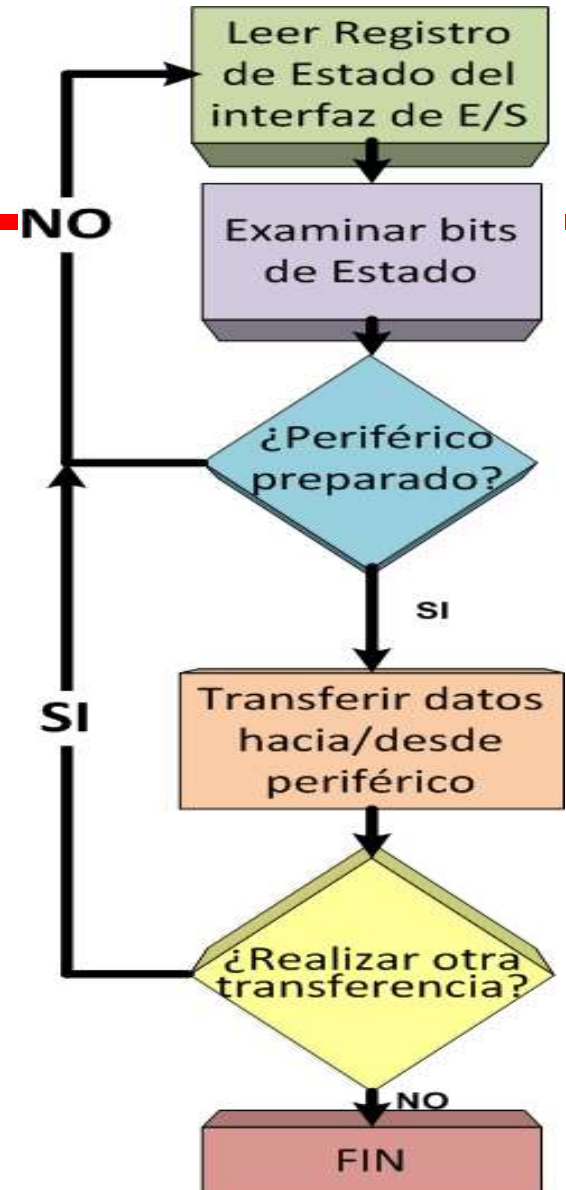 Leer Registro
de Estado del
interfaz de E/S
NO
Examinar bits
de Estado
¿Periférico
preparado?
SI
Transferir datos
hacia/desde
periférico
SI
¿Realizar otra
transferencia?
NO
FIN